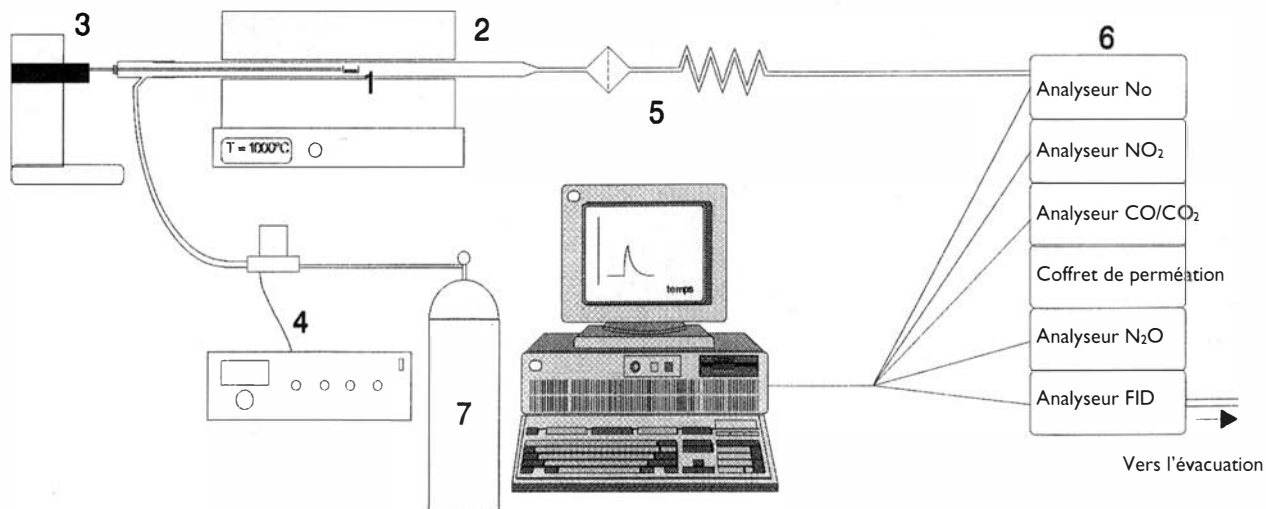 3
2
6
1
5
T = 1000°C
4
7
temps
Analyseur No
Analyseur NO₂
Analyseur CO/CO₂
Coffret de perméation
Analyseur N₂O
Analyseur FID
Vers l'évacuation